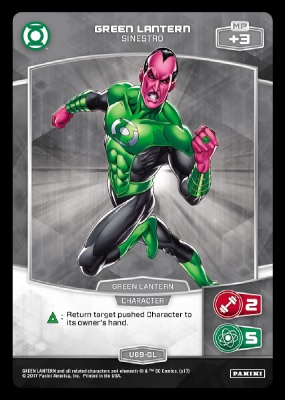 GREEN LANTERN
SINESTRO
MP
+3
GREEN LANTERN
CHARACTER
: Return target pushed Character to
its owner's hand.
2
5
U69-GL
GREEN LANTERN and all related characters and elements © & ™ DC Comics. (s17)
© 2017 Panini America, Inc. Printed in the USA.
PANINI